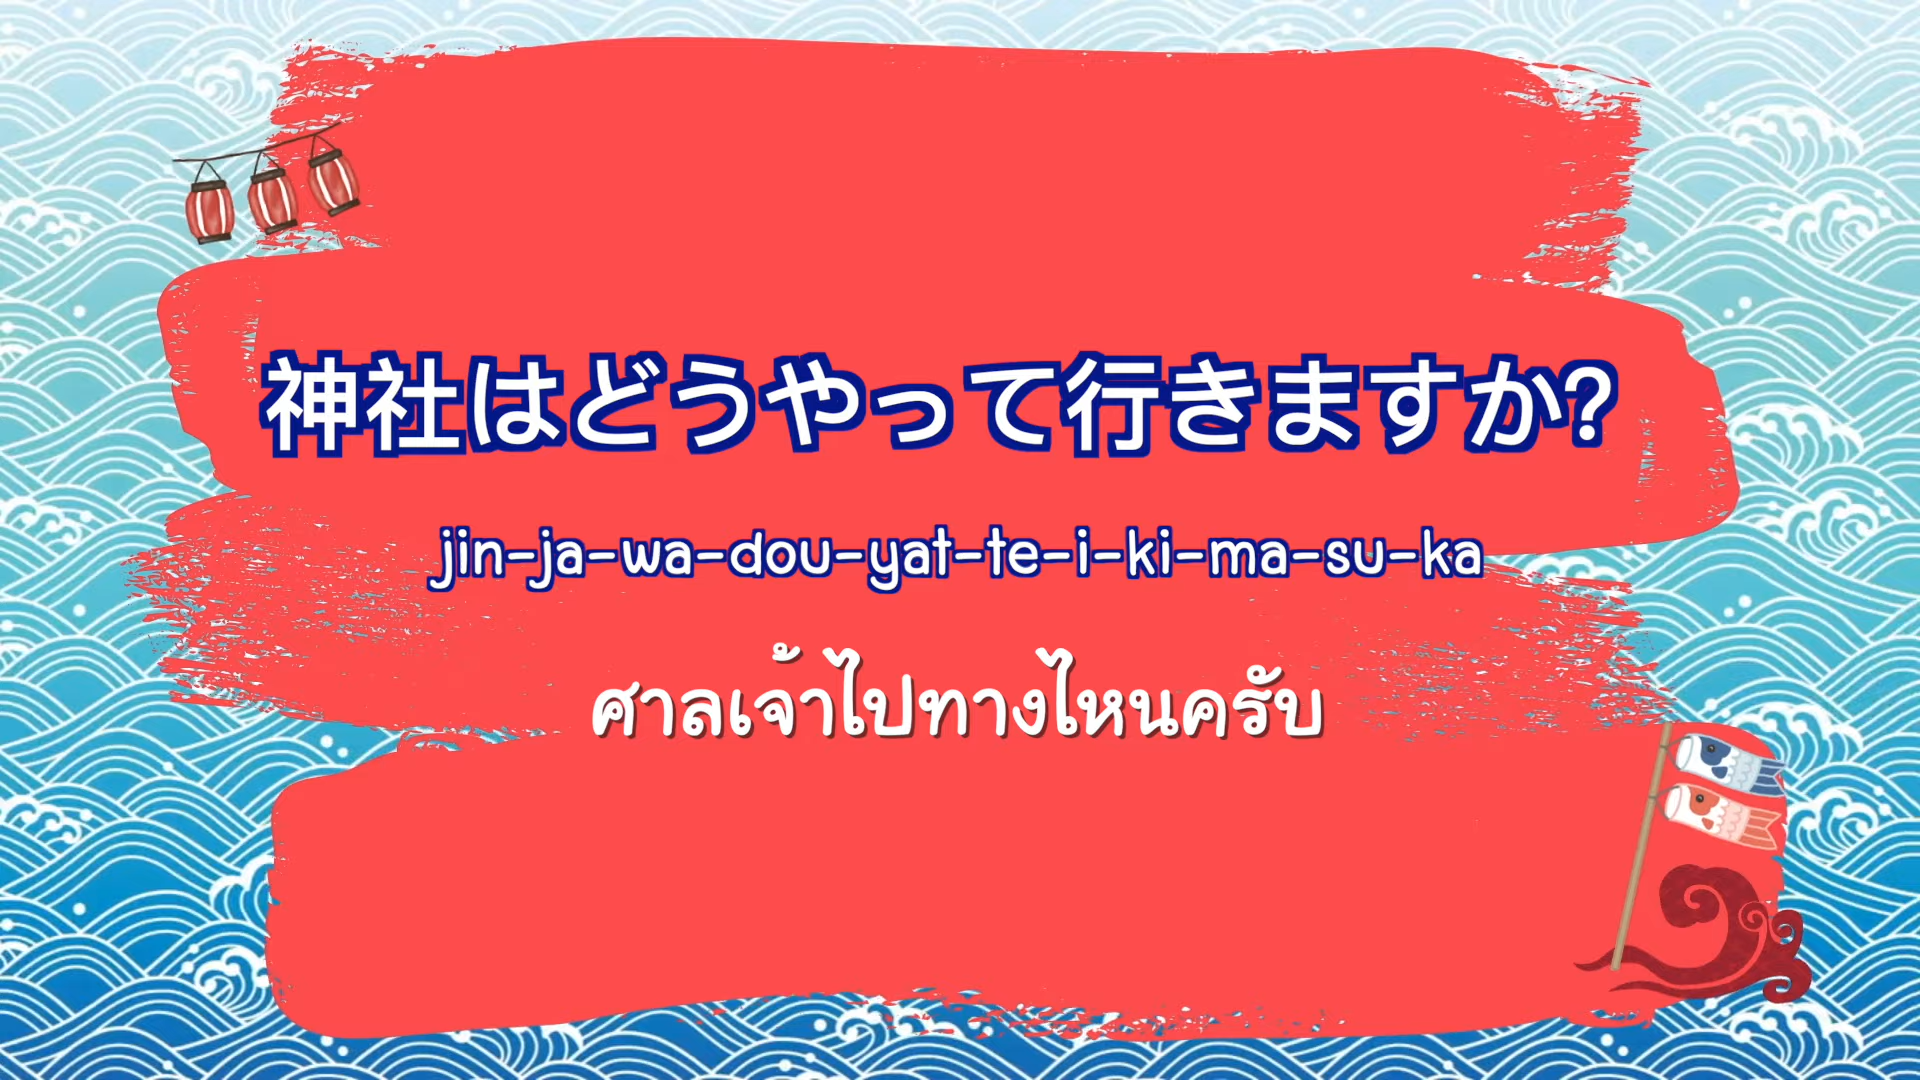 神社はどうやって行きますか?
jin-ja-wa-dou-yat-te-i-ki-ma-su-ka
ศาลเจ้าไปทางไหนครับ